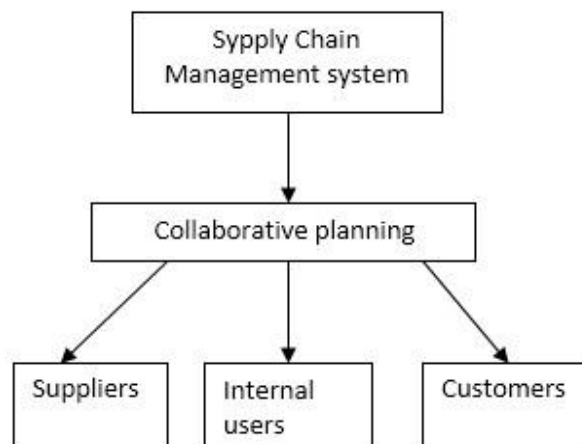 Sypply Chain
Management system
Collaborative planning
Suppliers
Internal
users
Customers